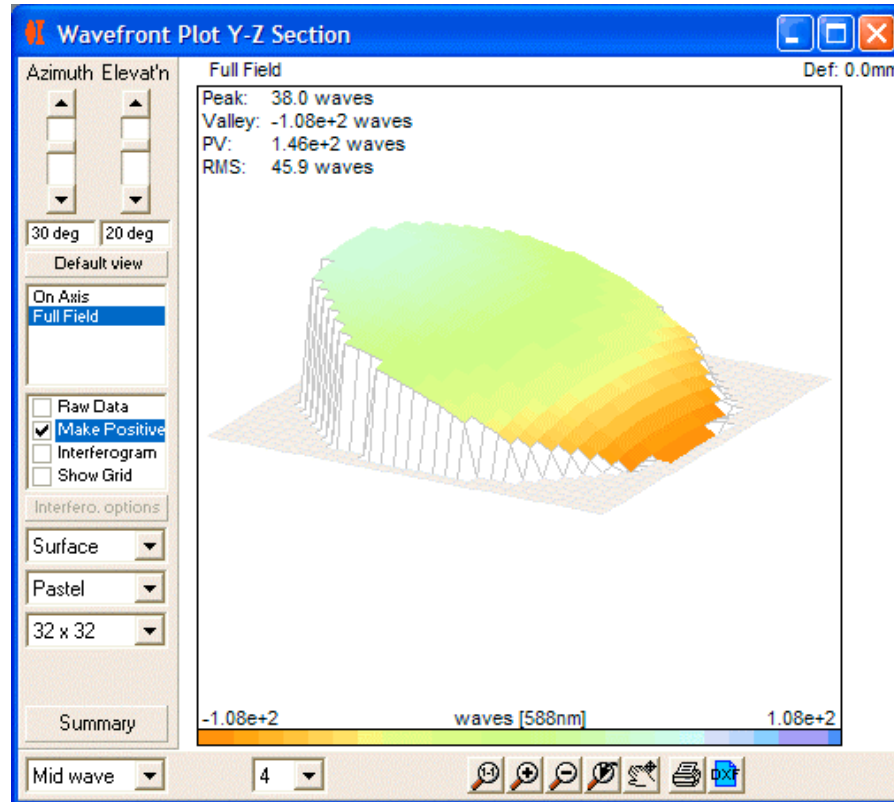 Wavefront Plot Y-Z Section
Azimuth Elevat'n
Full Field
Def: 0.0mm
Peak: 38.0 waves
Valley: -1.08e+2 waves
PV: 1.46e+2 waves
RMS: 45.9 waves
30 deg 20 deg
Default view
On Axis
Full Field
Raw Data
Make Positive
Interferogram
Show Grid
Interfero. options
Surface
Pastel
32 x 32
Summary
-1.08e+2 waves [588nm] 1.08e+2
Mid wave
4
1-1
DXF